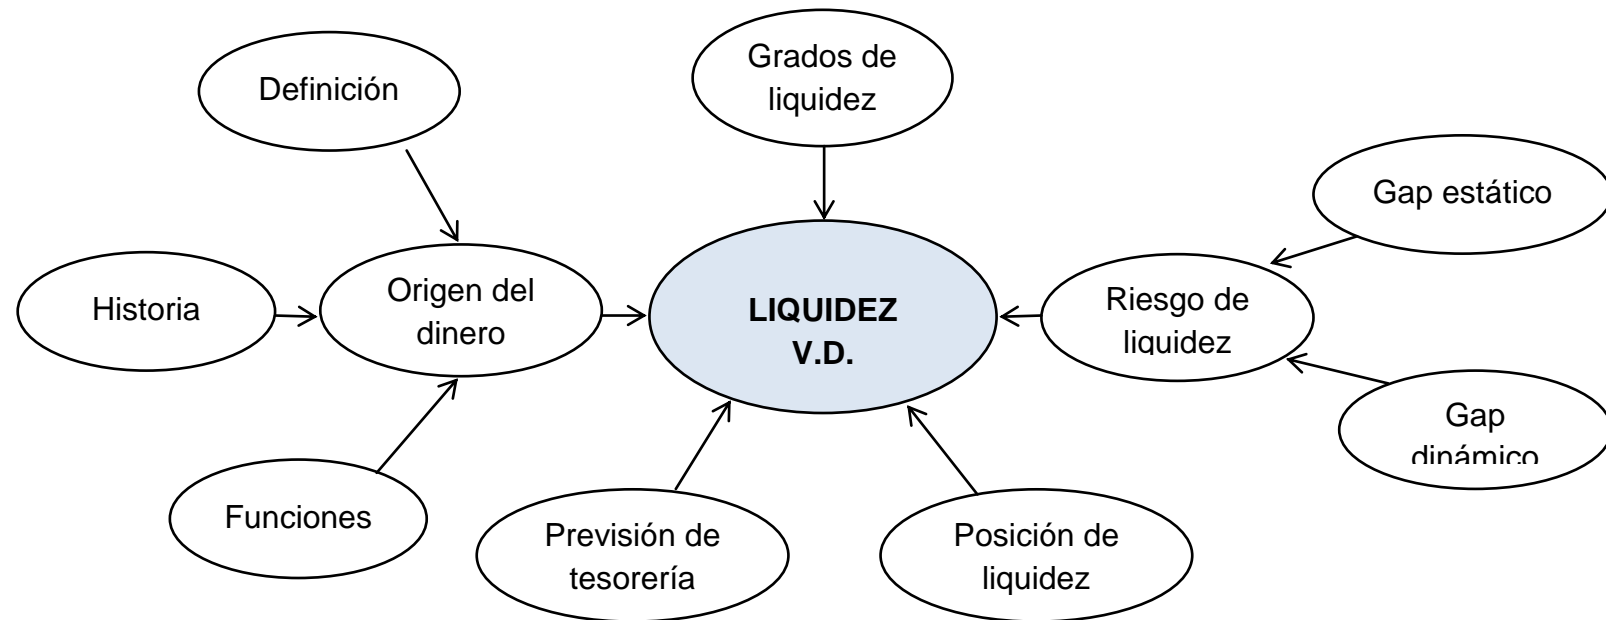 Grados de
liquidez
Definición
Gap estático
Historia
Origen del
dinero
LIQUIDEZ
V.D.
Riesgo de
liquidez
Gap
dinámico
Funciones
Previsión de
tesorería
Posición de
liquidez